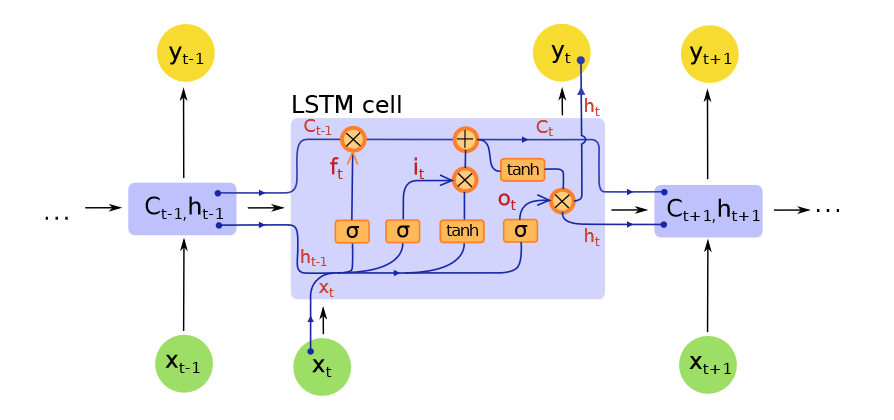 y_{t-1} y_t y_{t+1}
LSTM cell
C_{t-1} C_t h_t
f_t i_t tanh
o_t
... C_{t-1},h_{t-1} C_{t+1},h_{t+1} ...
σ σ tanh σ
h_{t-1} h_t
x_t
x_{t-1} x_t x_{t+1}